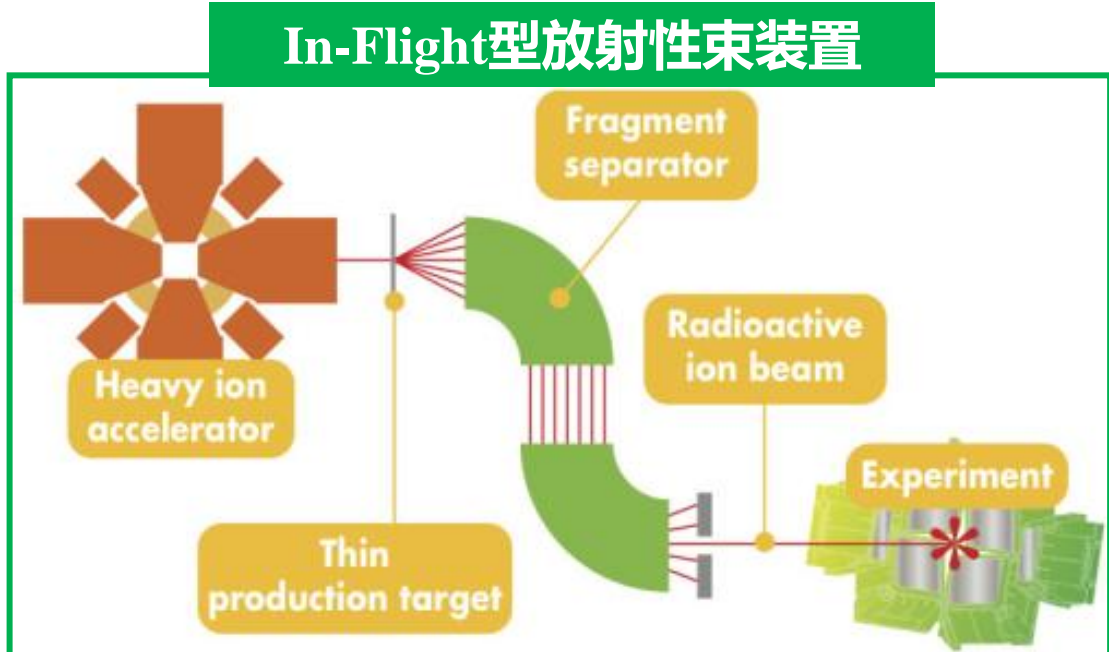 In-Flight型放射性束装置
Fragment
separator
Heavy ion
accelerator
Radioactive
ion beam
Experiment
Thin
production target